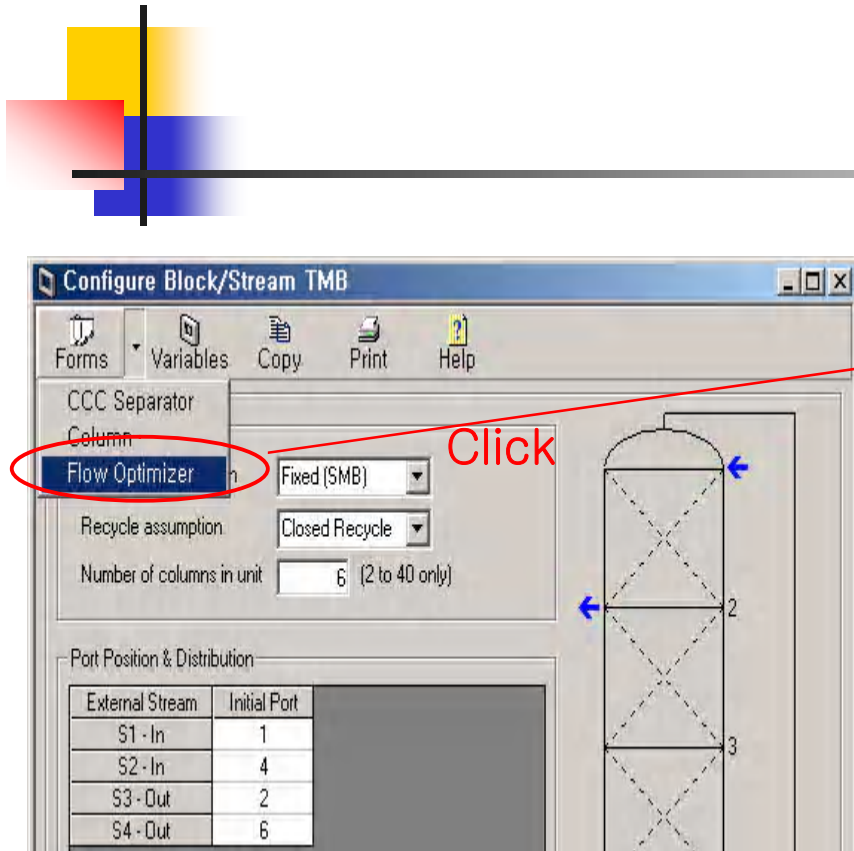 Configure Block/Stream TMB
Forms Variables Copy Print Help
CCC Separator
Column
Flow Optimizer
Click
Fixed (SMB)
Recycle assumption Closed Recycle
Number of columns in unit 6 (2 to 40 only)
2
Port Position & Distribution
External Stream Initial Port
S1 - In 1
S2 - In 4
S3 - Out 2
S4 - Out 6
3